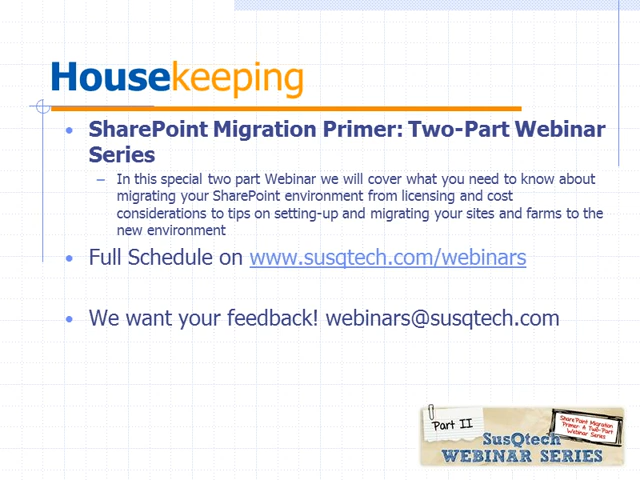 Housekeeping
• SharePoint Migration Primer: Two-Part Webinar
Series
– In this special two part Webinar we will cover what you need to know about
migrating your SharePoint environment from licensing and cost
considerations to tips on setting-up and migrating your sites and farms to the
new environment
• Full Schedule on www.susqtech.com/webinars
• We want your feedback! webinars@susqtech.com
Part II
SharePoint Migration
Primer: A Two-Part
Webinar Series
SusQtech
WEBINAR SERIES